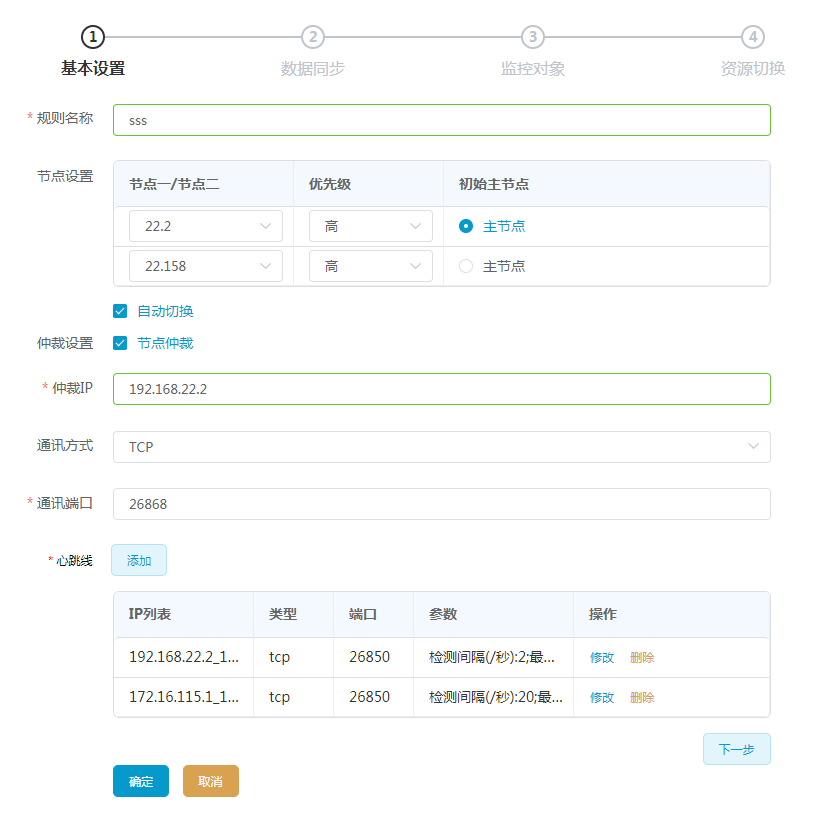 1 2 3 4
基本设置 数据同步 监控对象 资源切换
* 规则名称 sss
节点设置 节点一/节点二 优先级 初始主节点
22.2 高 主节点
22.158 高 主节点
自动切换
仲裁设置 节点仲裁
* 仲裁IP 192.168.22.2
通讯方式 TCP
* 通讯端口 26868
* 心跳线 添加
IP列表 类型 端口 参数 操作
192.168.22.2_1... tcp 26850 检测间隔(/秒):2;最... 修改 删除
172.16.115.1_1... tcp 26850 检测间隔(/秒):20;最... 修改 删除
下一步
确定 取消